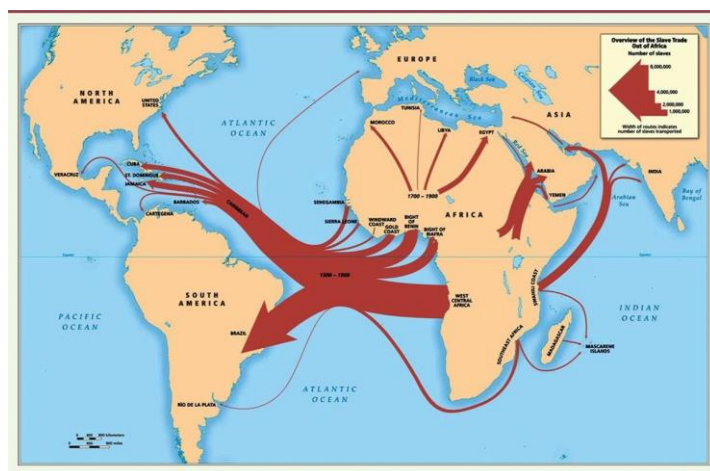 Overview of the Slave Trade
Out of Africa
Number of slaves
8,000,000
4,000,000
2,000,000
1,000,000
Width of routes indicates
number of slaves transported
NORTH
AMERICA
UNITED
STATES
ATLANTIC
OCEAN
EUROPE
Black Sea
Caspian Sea
ASIA
Mediterranean Sea
TUNISIA
MOROCCO
LIBYA
EGYPT
Red Sea
ARABIA
YEMEN
INDIA
Arabian
Sea
Bay of
Bengal
1700 – 1900
AFRICA
VERACRUZ
CUBA
ST. DOMINGUE
JAMAICA
BARBADOS
CARIBBEAN
CARTEGENA
SENEGAMBIA
SIERRA LEONE
WINDWARD
COAST
GOLD
COAST
BIGHT OF
BENIN
BIGHT OF
BIAFRA
1500 – 1900
WEST
CENTRAL
AFRICA
SWAHILI COAST
SOUTH
AMERICA
BRAZIL
PACIFIC
OCEAN
INDIAN
OCEAN
SOUTHEAST AFRICA
MADAGASCAR
MASCARENE
ISLANDS
ATLANTIC
OCEAN
RÍO DE LA PLATA